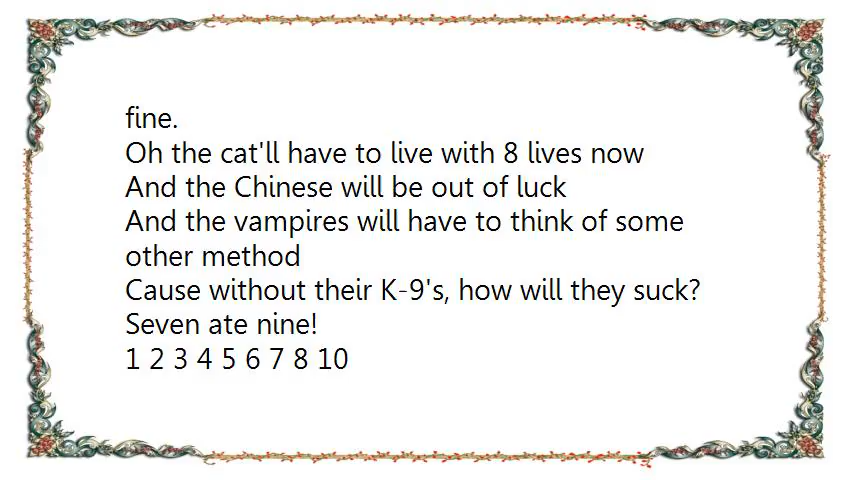 fine.
Oh the cat'll have to live with 8 lives now
And the Chinese will be out of luck
And the vampires will have to think of some
other method
Cause without their K-9's, how will they suck?
Seven ate nine!
1 2 3 4 5 6 7 8 10